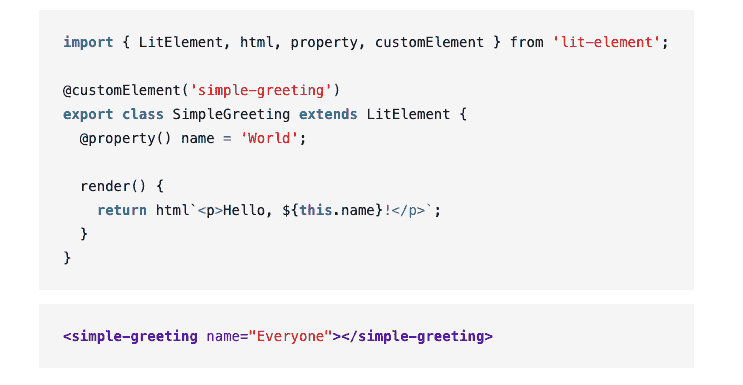 import { LitElement, html, property, customElement } from 'lit-element';
@customElement('simple-greeting')
export class SimpleGreeting extends LitElement {
@property() name = 'World';
render() {
return html`<p>Hello, ${this.name}!</p>`;
}
}
<simple-greeting name="Everyone"></simple-greeting>